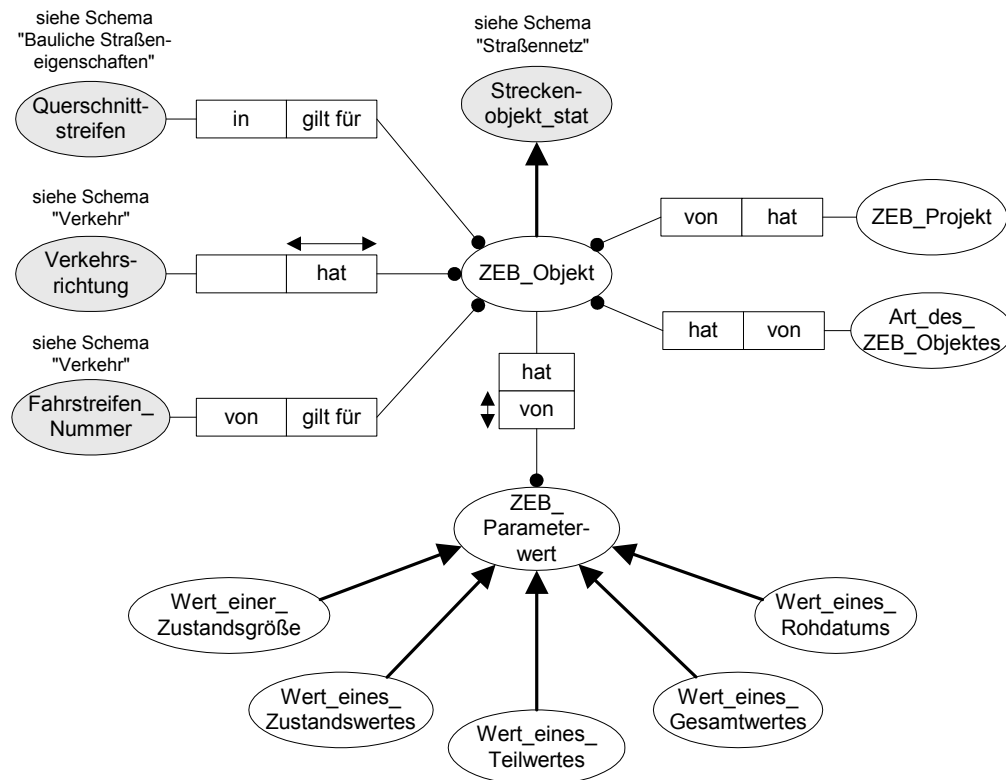 siehe Schema
"Bauliche Straßen-
eigenschaften"
siehe Schema
"Straßennetz"
Querschnitt-
streifen
in
gilt für
Strecken-
objekt_stat
siehe Schema
"Verkehr"
Verkehrs-
richtung
hat
ZEB_Objekt
von
hat
ZEB_Projekt
hat
von
Art_des_
ZEB_Objektes
siehe Schema
"Verkehr"
Fahrstreifen_
Nummer
von
gilt für
hat
von
ZEB_
Parameter-
wert
Wert_einer_
Zustandsgröße
Wert_eines_
Rohdatums
Wert_eines_
Zustandswertes
Wert_eines_
Gesamtwertes
Wert_eines_
Teilwertes